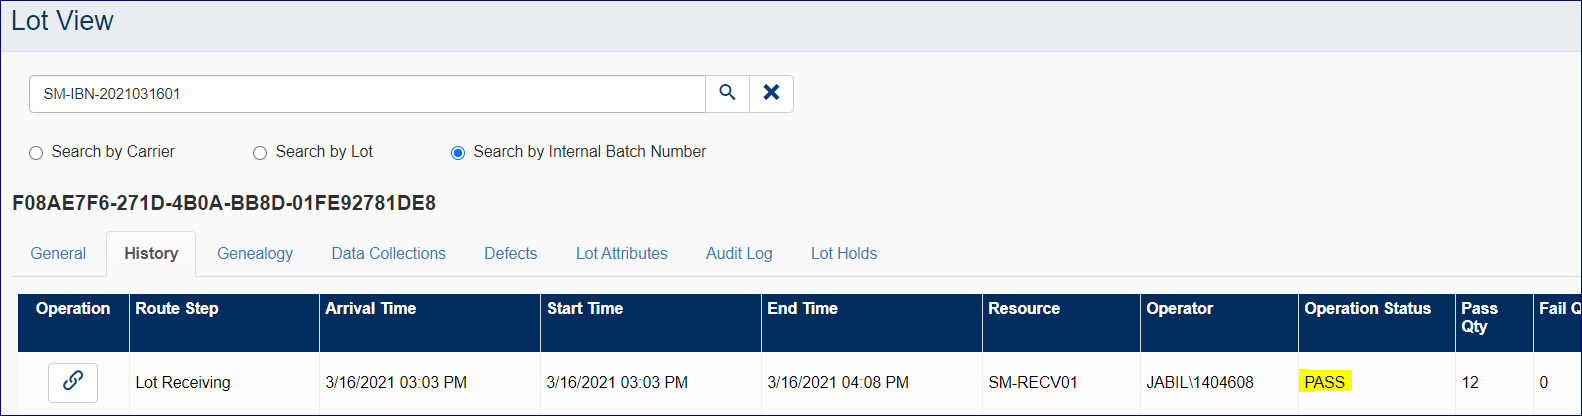 Lot View
SM-IBN-2021031601
Search by Carrier Search by Lot Search by Internal Batch Number
F08AE7F6-271D-4B0A-BB8D-01FE92781DE8
General History Genealogy Data Collections Defects Lot Attributes Audit Log Lot Holds
Operation Route Step Arrival Time Start Time End Time Resource Operator Operation Status Pass Qty Fail Q
Lot Receiving 3/16/2021 03:03 PM 3/16/2021 03:03 PM 3/16/2021 04:08 PM SM-RECV01 JABIL\1404608 PASS 12 0